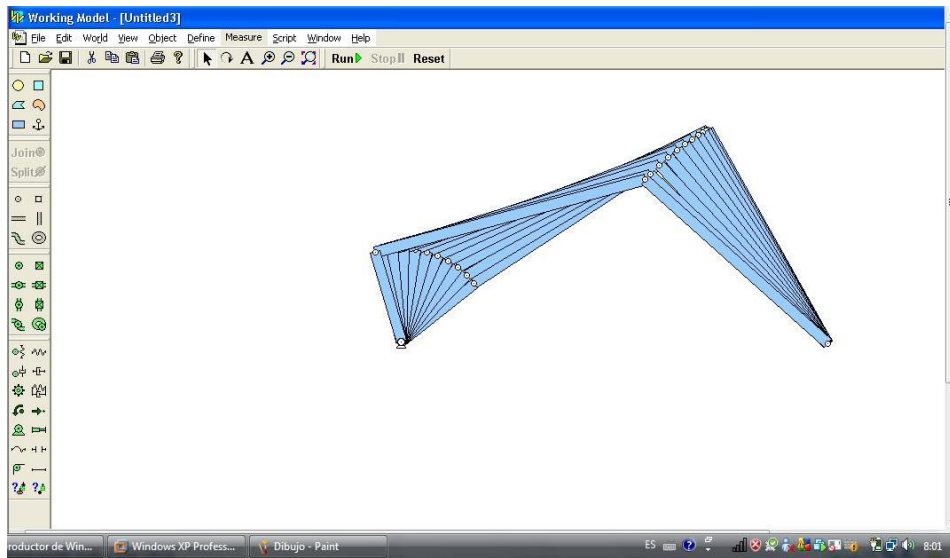 Working Model - [Untitled3]
File Edit World View Object Define Measure Script Window Help
Run Stop Reset
Join
Split
roductor de Win... Windows XP Profess... Dibujo - Paint ES 8:01